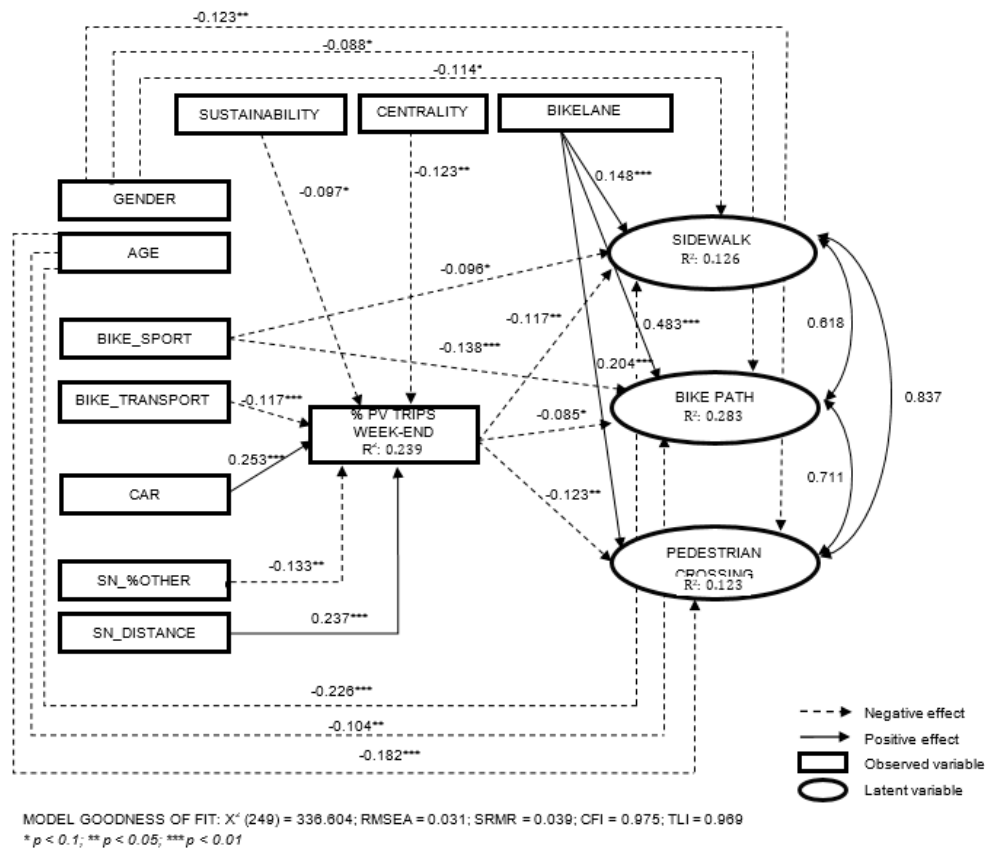 -0.123**
-0.088*
-0.114*
SUSTAINABILITY
CENTRALITY
BIKELANE
-0.097*
-0.123**
0.148***
GENDER
AGE
SIDEWALK
R²: 0.126
-0.096*
BIKE_SPORT
-0.117**
0.483***
0.618
-0.138***
0.204***
BIKE_TRANSPORT
-0.117***
% PV TRIPS
WEEK-END
R²: 0.239
-0.085*
BIKE PATH
R²: 0.283
0.837
0.253***
CAR
-0.123**
0.711
SN_%OTHER
-0.133**
PEDESTRIAN
CROSSING
R²: 0.123
SN_DISTANCE
0.237***
-0.226***
-0.104**
-0.182***
Negative effect
Positive effect
Observed variable
Latent variable
MODEL GOODNESS OF FIT: X² (249) = 336.604; RMSEA = 0.031; SRMR = 0.039; CFI = 0.975; TLI = 0.969
* p < 0.1; ** p < 0.05; *** p < 0.01